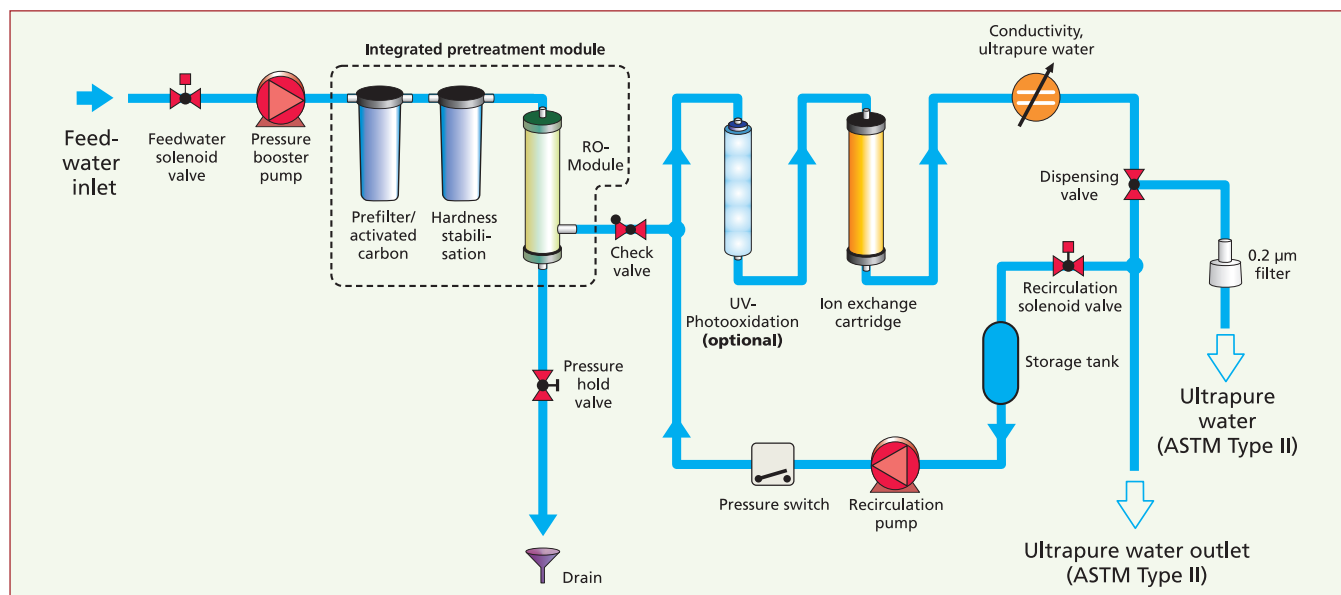 Integrated pretreatment module
Conductivity,
ultrapure water
Feed-
water
inlet
Feedwater
solenoid
valve
Pressure
booster
pump
Prefilter/
activated
carbon
Hardness
stabili-
sation
RO-
Module
Check
valve
UV-
Photooxidation
(optional)
Ion exchange
cartridge
Dispensing
valve
Recirculation
solenoid valve
0.2 µm
filter
Storage tank
Pressure
hold
valve
Ultrapure
water
(ASTM Type II)
Pressure switch
Recirculation
pump
Ultrapure water outlet
(ASTM Type II)
Drain